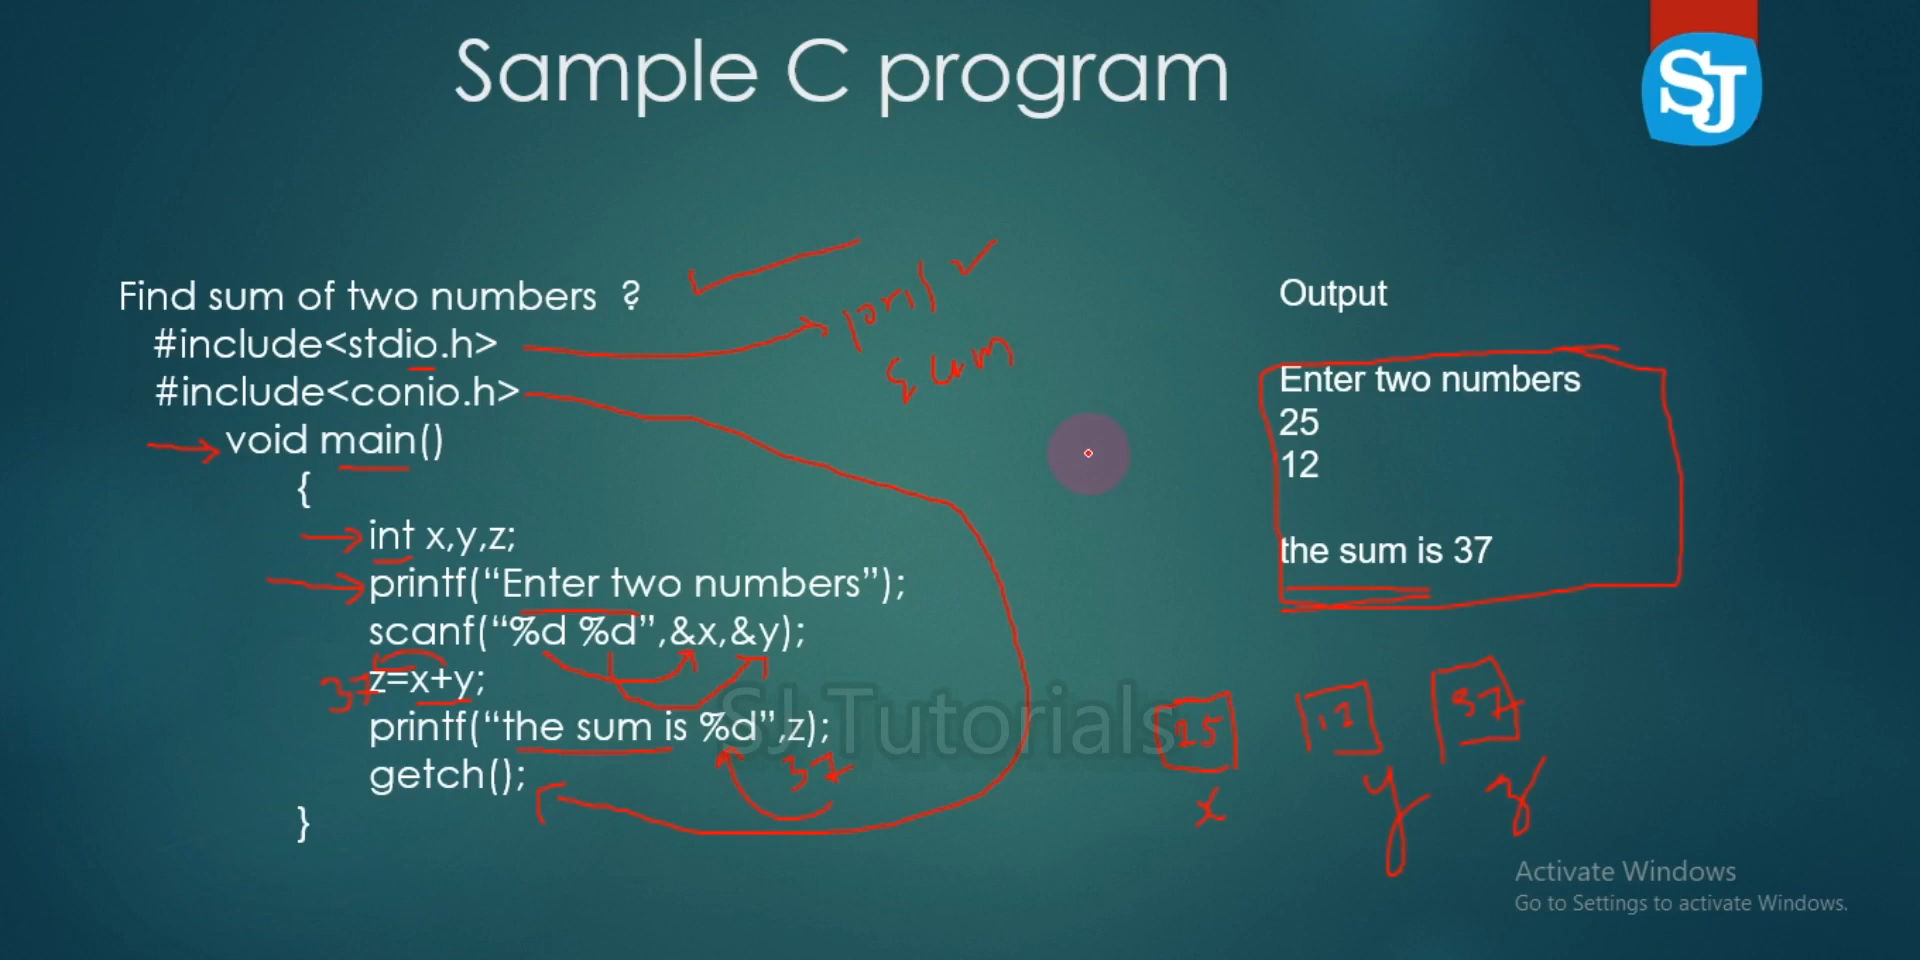 Sample C program
SJ
Find sum of two numbers ?
#include<stdio.h>
#include<conio.h>
void main()
{
int x,y,z;
printf(“Enter two numbers”);
scanf(“%d %d”,&x,&y);
37
z=x+y;
printf(“the sum is %d”,z);
37
getch();
}
SJ Tutorials
Output
Enter two numbers
25
12
the sum is 37
25 12 37
x y z
Activate Windows
Go to Settings to activate Windows.